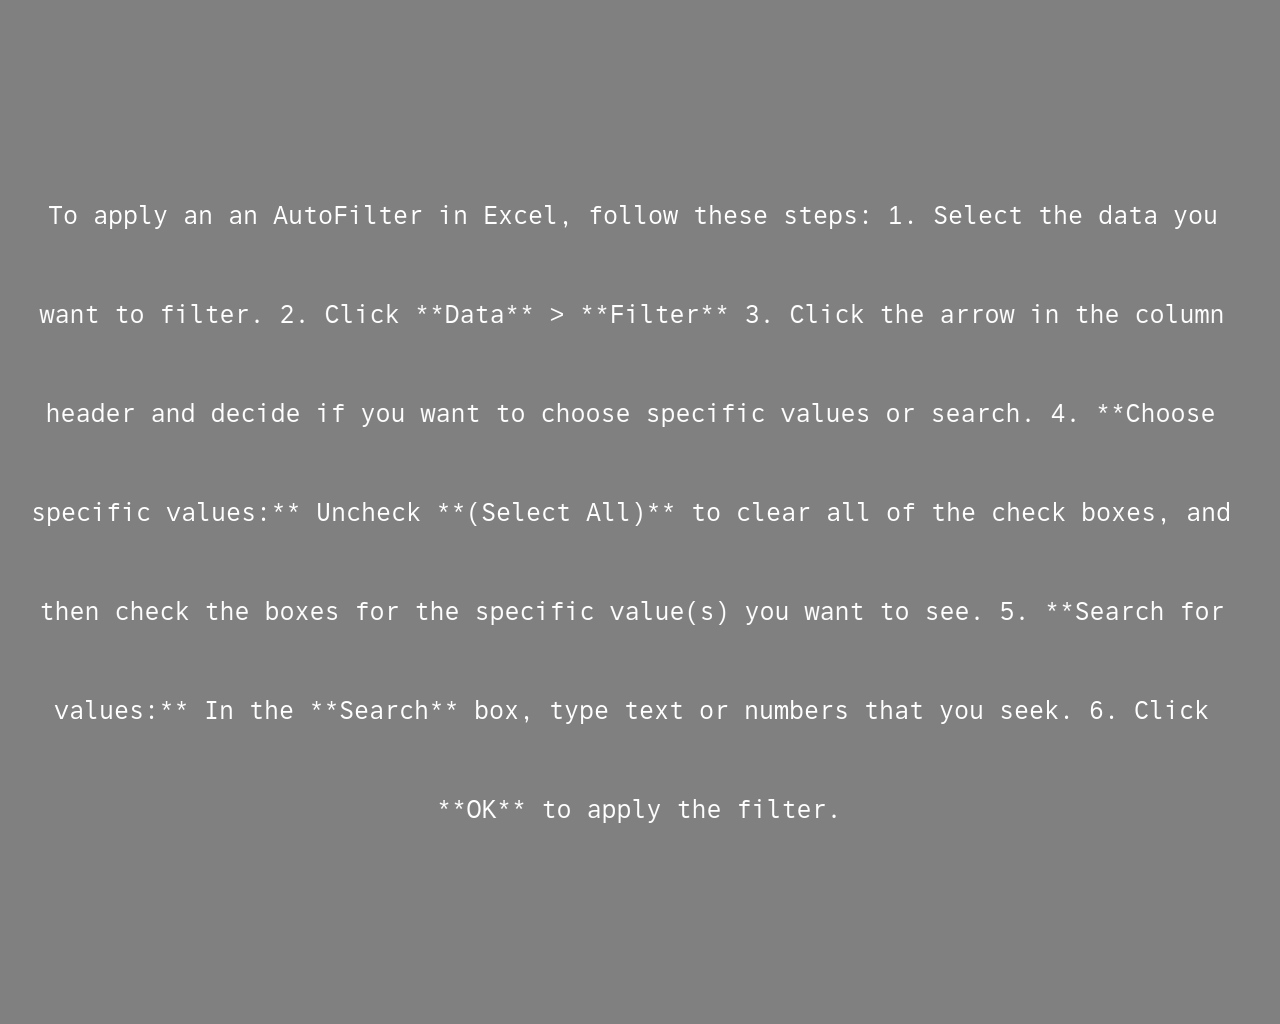 To apply an an AutoFilter in Excel, follow these steps: 1. Select the data you
want to filter. 2. Click **Data** > **Filter** 3. Click the arrow in the column
header and decide if you want to choose specific values or search. 4. **Choose
specific values:** Uncheck **(Select All)** to clear all of the check boxes, and
then check the boxes for the specific value(s) you want to see. 5. **Search for
values:** In the **Search** box, type text or numbers that you seek. 6. Click
**OK** to apply the filter.